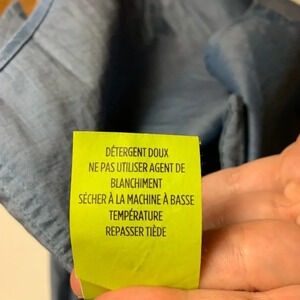 DÉTERGENT DOUX
NE PAS UTILISER AGENT DE
BLANCHIMENT
SÉCHER À LA MACHINE À BASSE
TEMPÉRATURE
REPASSER TIÈDE